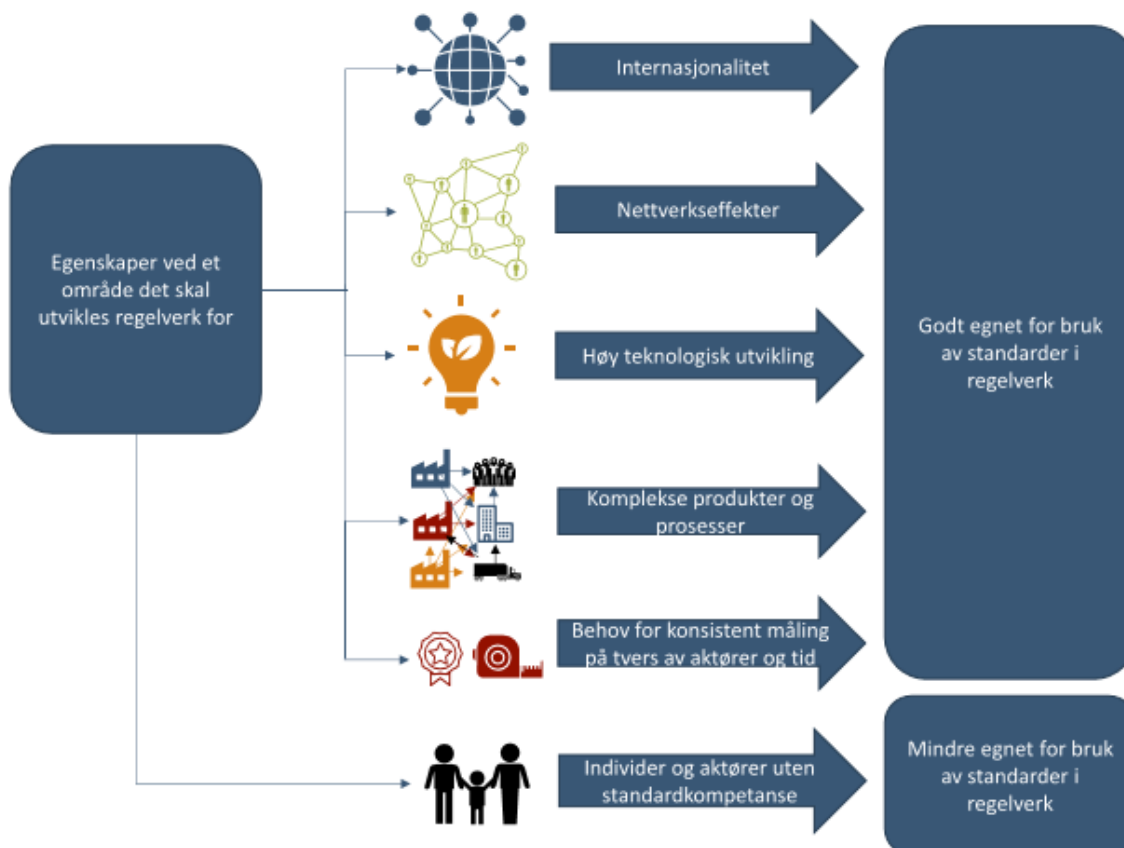 Internasjonalitet
Nettverkseffekter
Egenskaper ved et
område det skal
utvikles regelverk for
Høy teknologisk utvikling
Godt egnet for bruk
av standarder i
regelverk
Komplekse produkter og
prosesser
Behov for konsistent måling
på tvers av aktører og tid
Individer og aktører uten
standardkompetanse
Mindre egnet for bruk
av standarder i
regelverk